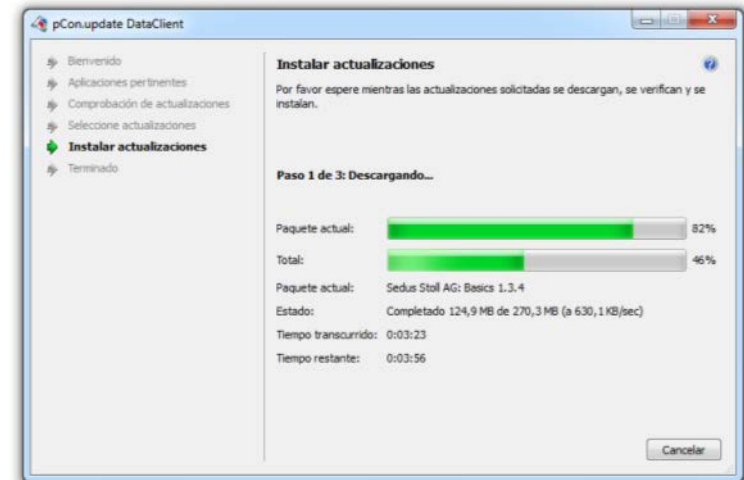 pCon.update DataClient
Bienvenido
Aplicaciones pertinentes
Comprobación de actualizaciones
Seleccione actualizaciones
Instalar actualizaciones
Terminado
Instalar actualizaciones
Por favor espere mientras las actualizaciones solicitadas se descargan, se verifican y se
instalan.
Paso 1 de 3: Descargando...
Paquete actual: 82%
Total: 46%
Paquete actual: Sedus Stoll AG: Basics 1.3.4
Estado: Completado 124,9 MB de 270,3 MB (a 630,1 KB/sec)
Tiempo transcurrido: 0:03:23
Tiempo restante: 0:03:56
Cancelar